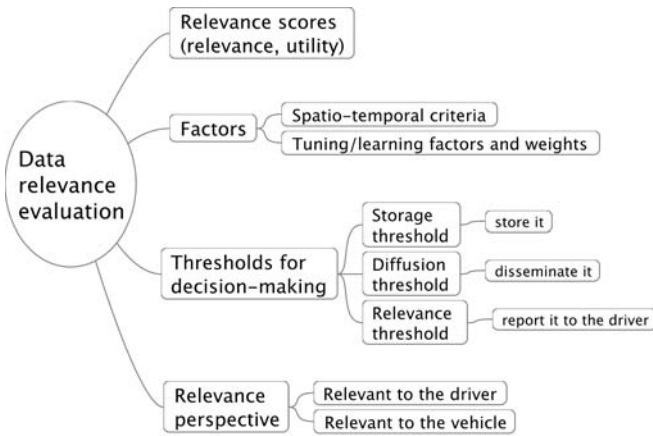 Data
relevance
evaluation
Relevance scores
(relevance, utility)
Factors
Spatio-temporal criteria
Tuning/learning factors and weights
Thresholds for
decision-making
Storage
threshold
store it
Diffusion
threshold
disseminate it
Relevance
threshold
report it to the driver
Relevance
perspective
Relevant to the driver
Relevant to the vehicle